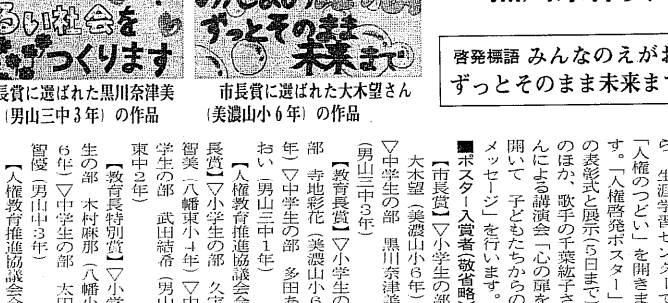 るい社会を
つくります
ずっとそのまま
未来まで
長賞に選ばれた黒川奈津美
（男山三中３年）の作品
市長賞に選ばれた大木望さん
（美濃山小６年）の作品
啓発標語 みんなのえがお
ずっとそのまま未来ま
ら、生涯学習セン
「人権のつどい」を開きま
す。「人権啓発ポスター」
の表彰式と展示（５日まで）
のほか、歌手の千葉紘子さ
んによる講演会「心の扉を
開いて 子どもたちからの
メッセージ」を行います。
■ポスター入賞者（敬省略）
【市長賞】▽小学生の部
大木望（美濃山小６年）
▽中学生の部 黒川奈津美
（男山三中３年）
【教育長賞】▽小学生の
部 寺地彩花（美濃山小６
年）▽中学生の部 多田あ
おい（男山三中１年）
【人権教育推進協議会会
長賞】▽小学生の部 久
智美（八幡東小４年）▽中
学生の部 武田結希（男山
東中２年）
【教育長特別賞】▽小学
生の部 木村麻那（八幡小
６年）▽中学生の部 太田
智優（男山中３年）
【人権教育推進協議会会